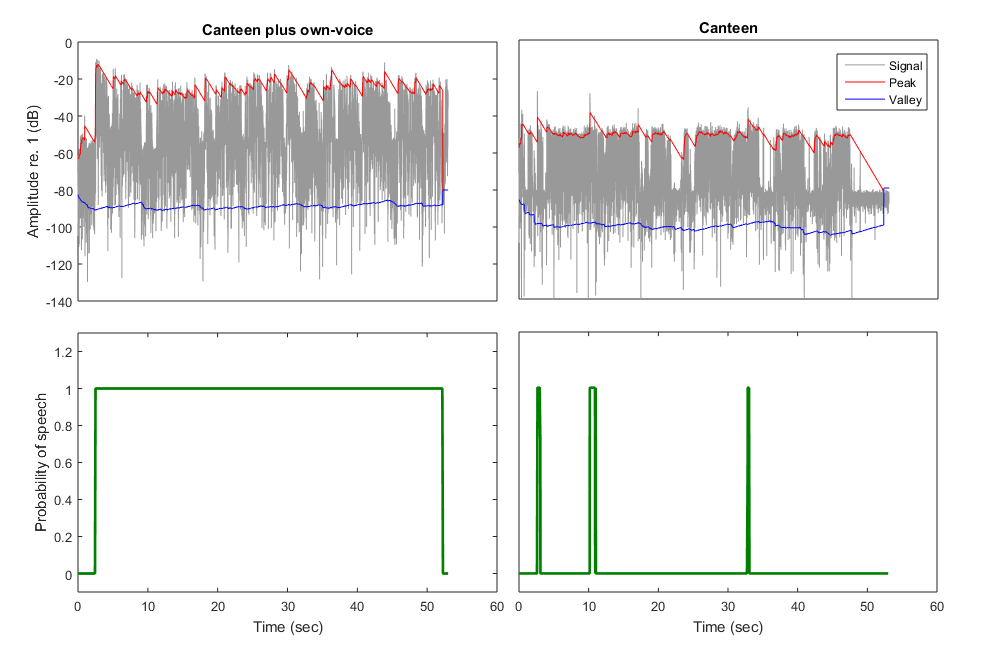 Canteen plus own-voice
Canteen
0
-20
-40
-60
-80
-100
-120
-140
Amplitude re. 1 (dB)
Signal
Peak
Valley
1.2
1
0.8
0.6
0.4
0.2
0
Probability of speech
0 10 20 30 40 50 60
Time (sec)
0 10 20 30 40 50 60
Time (sec)